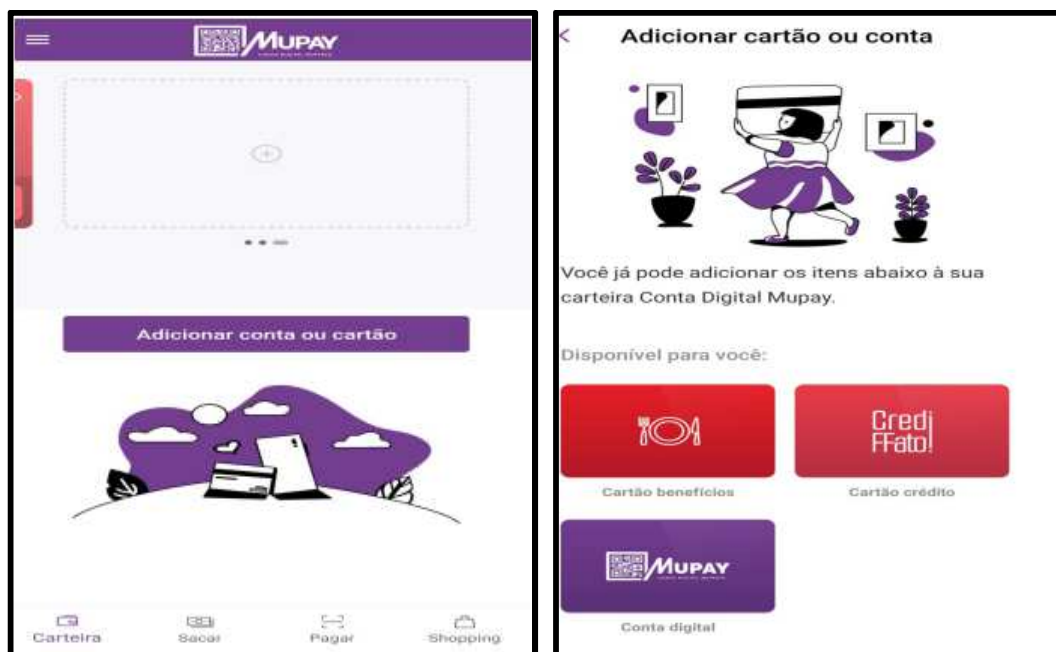 MUPAY
Adicionar conta ou cartão
Carteira
Sacar
Pagar
Shopping
Adicionar cartão ou conta
Você já pode adicionar os itens abaixo à sua
carteira Conta Digital Mupay.
Disponível para você:
Credi
FFato!
Cartão benefícios
Cartão crédito
MUPAY
Conta digital